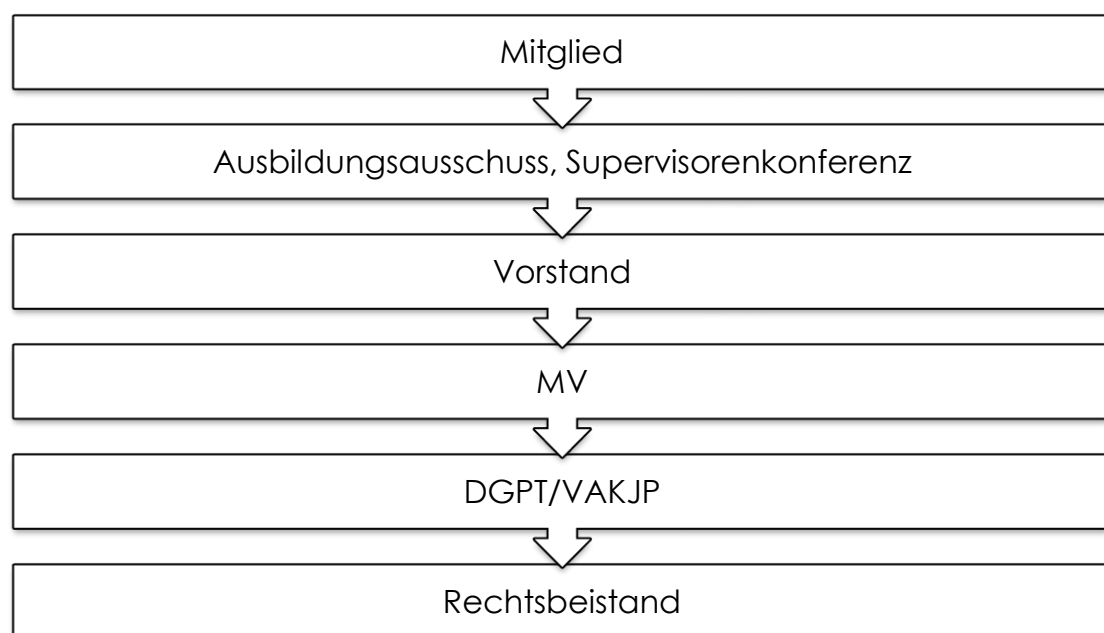 Mitglied
Ausbildungsausschuss, Supervisorenkonferenz
Vorstand
MV
DGPT/VAKJP
Rechtsbeistand